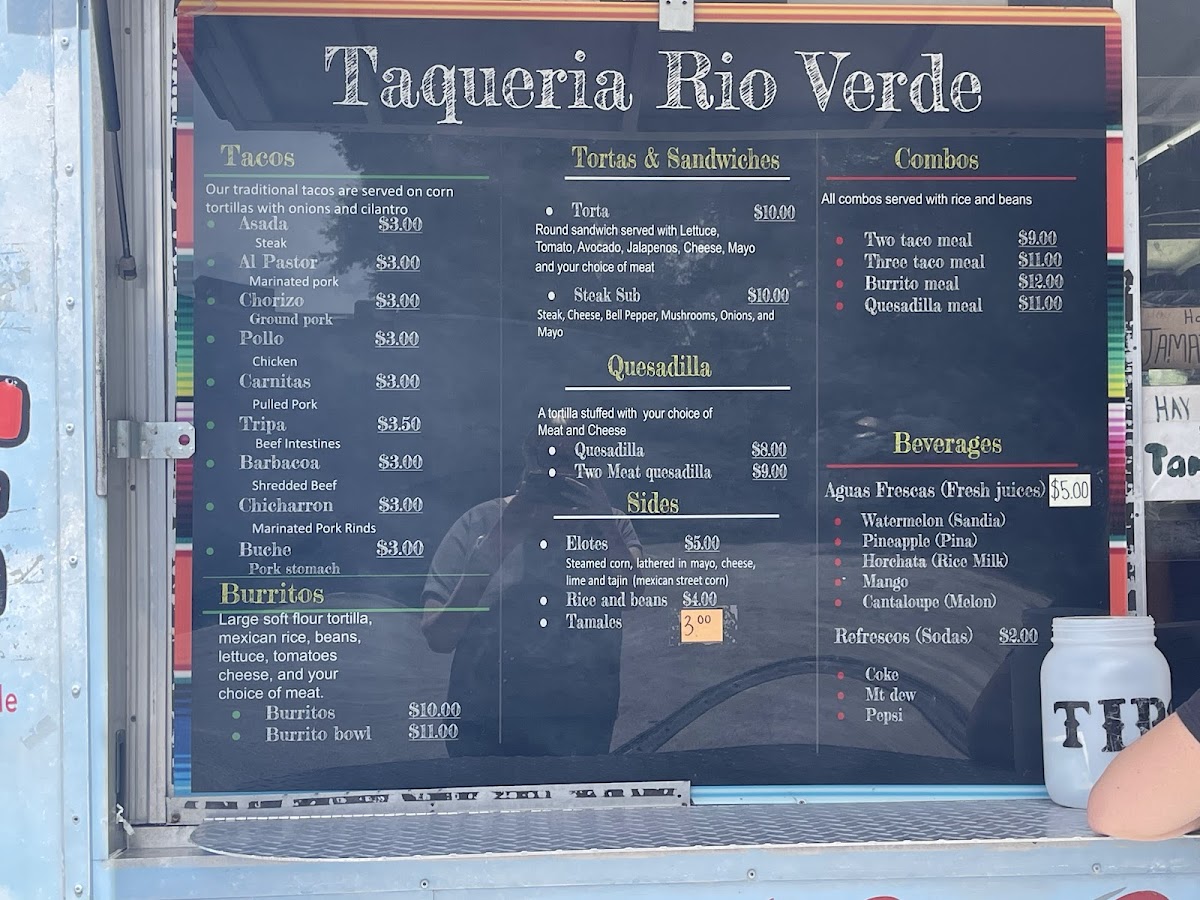 Taqueria Rio Verde
Tacos
Our traditional tacos are served on corn
tortillas with onions and cilantro
Asada $3.00
Steak
Al Pastor $3.00
Marinated pork
Chorizo $3.00
Ground pork
Pollo $3.00
Chicken
Carnitas $3.00
Pulled Pork
Tripa $3.50
Beef Intestines
Barbacoa $3.00
Shredded Beef
Chicharron $3.00
Marinated Pork Rinds
Buche $3.00
Pork stomach
Burritos
Large soft flour tortilla,
mexican rice, beans,
lettuce, tomatoes
cheese, and your
choice of meat.
Burritos $10.00
Burrito bowl $11.00
Tortas & Sandwiches
Torta $10.00
Round sandwich served with Lettuce,
Tomato, Avocado, Jalapenos, Cheese, Mayo
and your choice of meat
Steak Sub $10.00
Steak, Cheese, Bell Pepper, Mushrooms, Onions, and
Mayo
Quesadilla
A tortilla stuffed with your choice of
Meat and Cheese
Quesadilla $8.00
Two Meat quesadilla $9.00
Sides
Elotes $5.00
Steamed corn, lathered in mayo, cheese,
lime and tajin (mexican street corn)
Rice and beans $4.00
Tamales 3.00
Combos
All combos served with rice and beans
Two taco meal $9.00
Three taco meal $11.00
Burrito meal $12.00
Quesadilla meal $11.00
Beverages
Aguas Frescas (Fresh juices) $5.00
Watermelon (Sandia)
Pineapple (Pina)
Horchata (Rice Milk)
Mango
Cantaloupe (Melon)
Refrescos (Sodas) $2.00
Coke
Mt dew
Pepsi
HAY
TIP